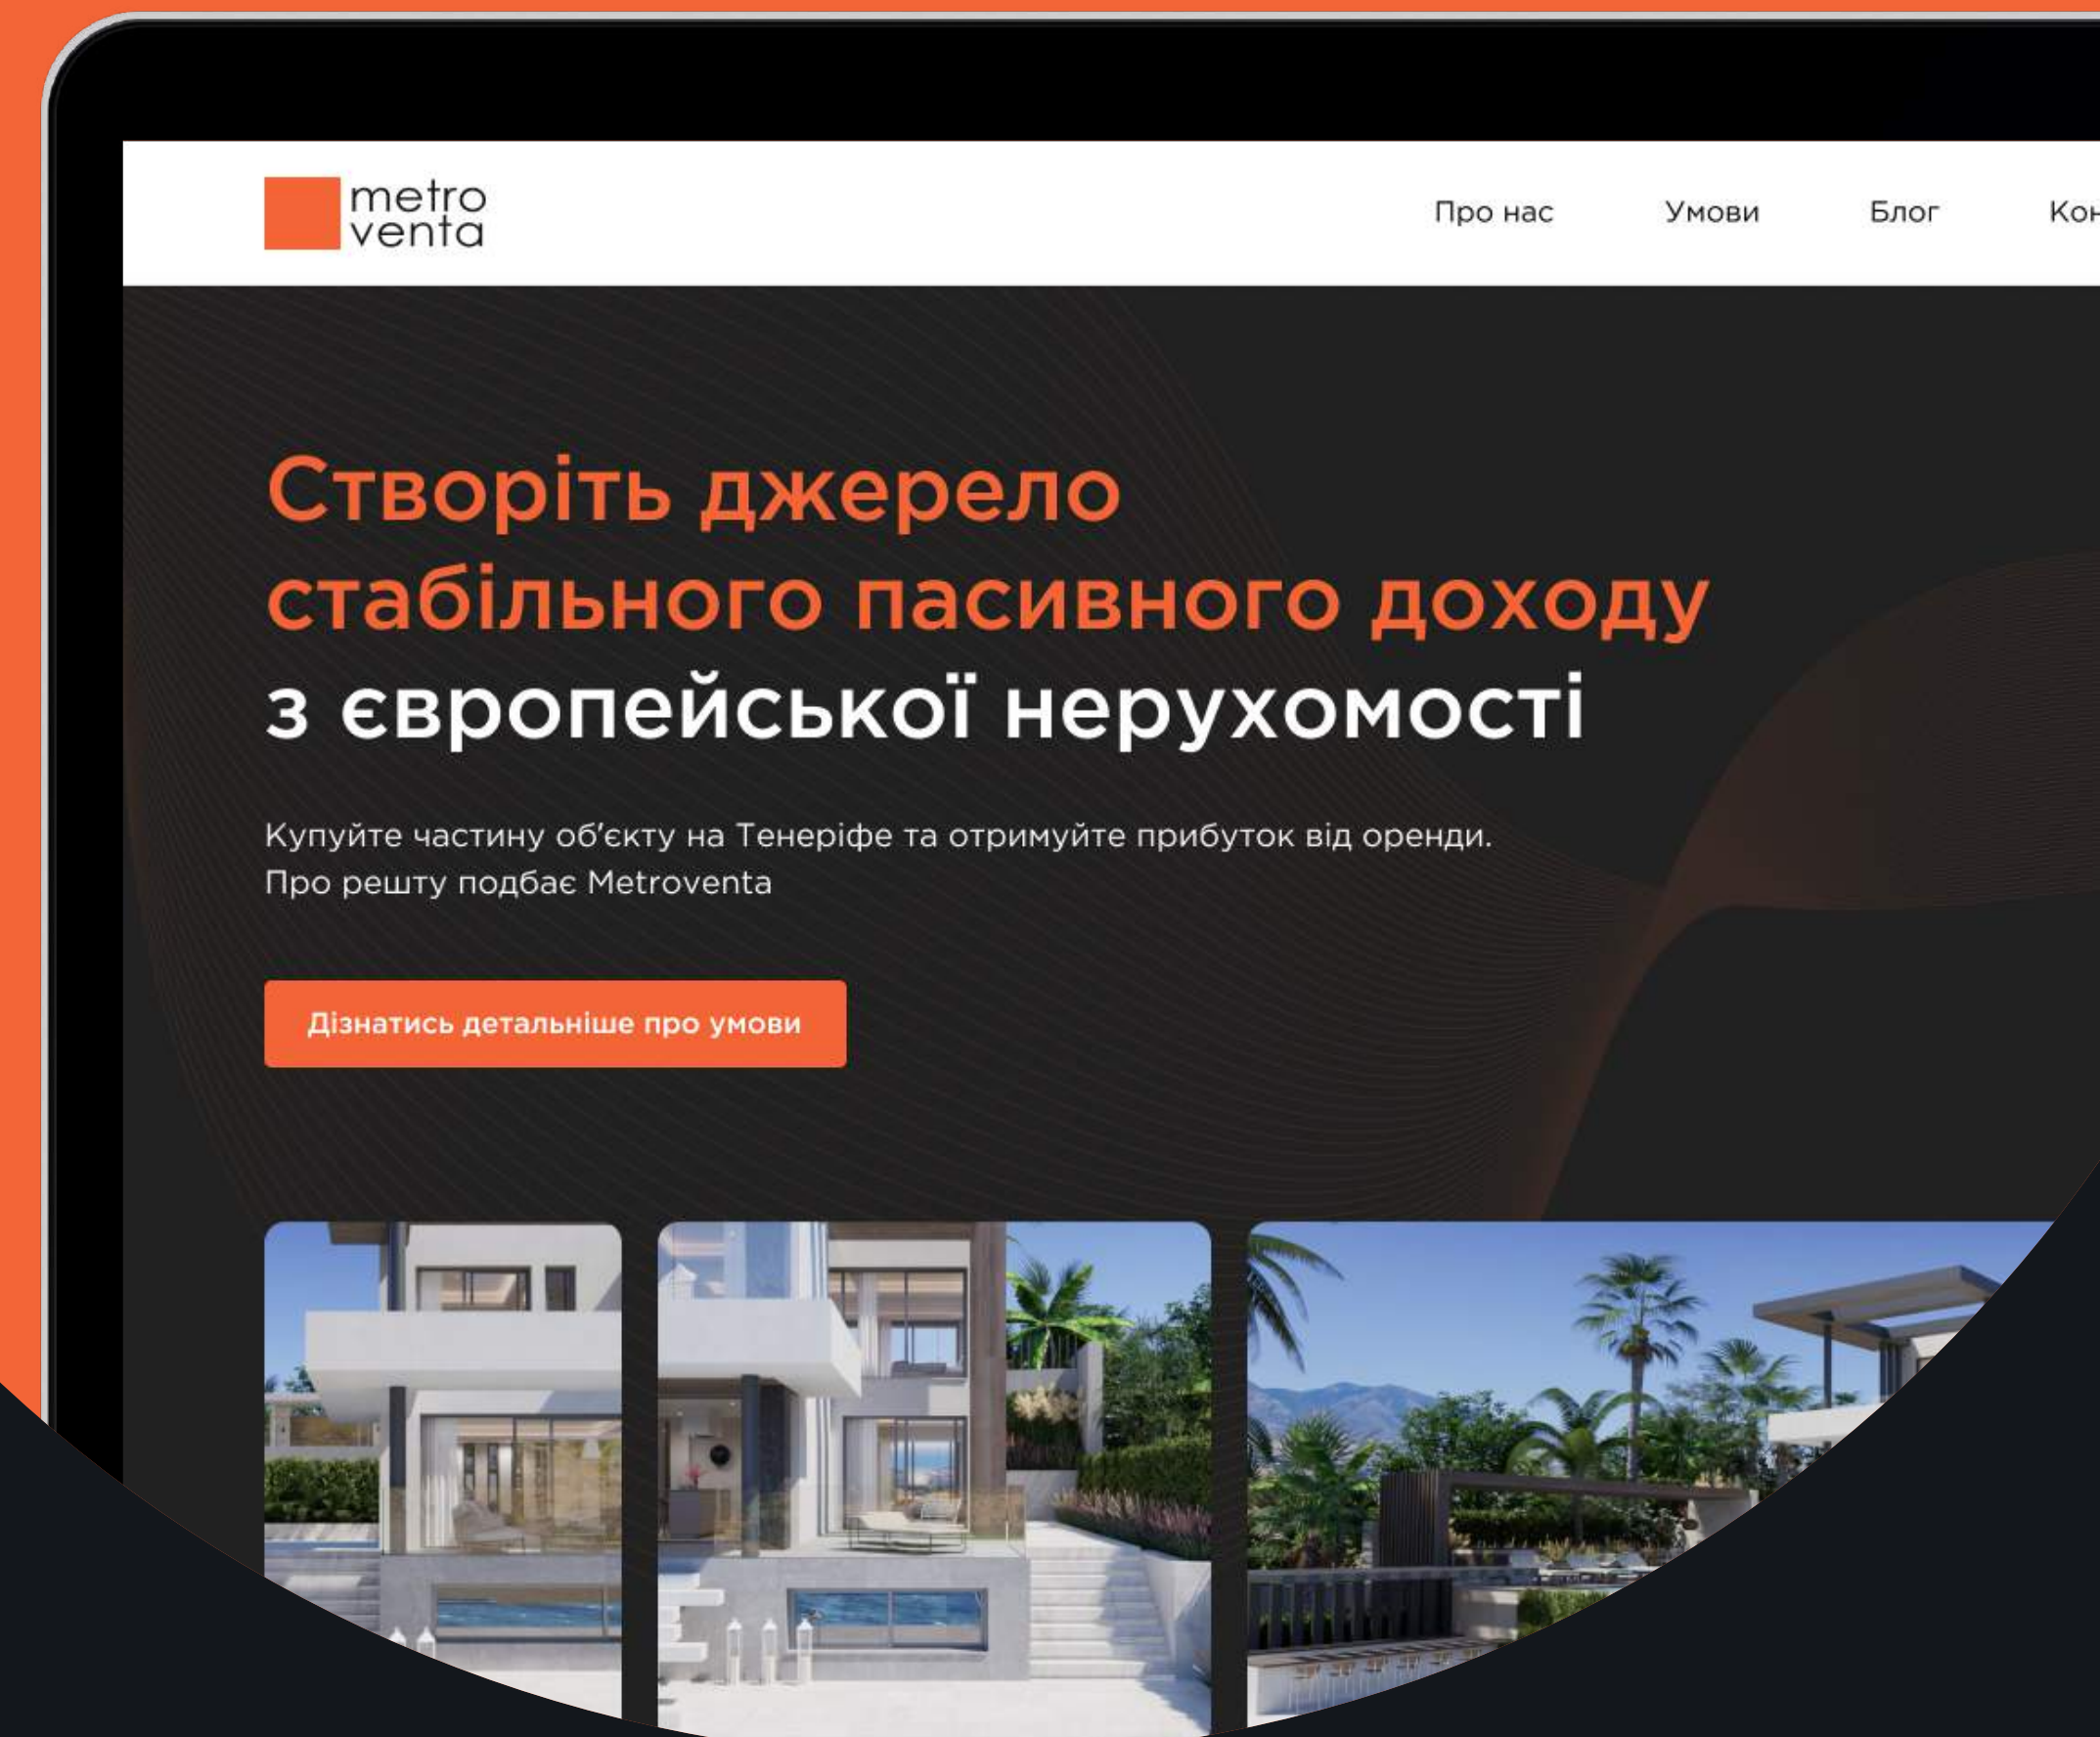 metro
venta
Про нас Умови Блог
Створіть джерело
стабільного пасивного доходу
з європейської нерухомості
Купуйте частину об'єкту на Тенеріфе та отримуйте прибуток від оренди.
Про решту подбає Metroventa
Дізнатись детальніше про умови